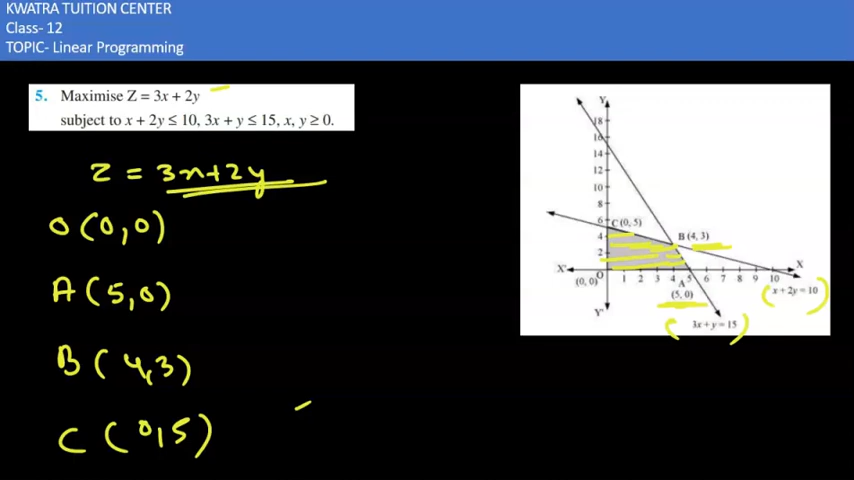 KWATRA TUITION CENTER
Class- 12
TOPIC- Linear Programming
5. Maximise Z = 3x + 2y
subject to x + 2y ≤ 10, 3x + y ≤ 15, x, y ≥ 0.
Z = 3x+2y
O (0,0)
A (5,0)
B (4,3)
C (0,5)
Y
18
16
14
12
10
8
6
C (0, 5)
4
B (4, 3)
2
X'
O
X
(0, 0)
1 2 3 4 5 6 7 8 9 10
A
(5, 0)
x + 2y = 10
Y'
3x + y = 15